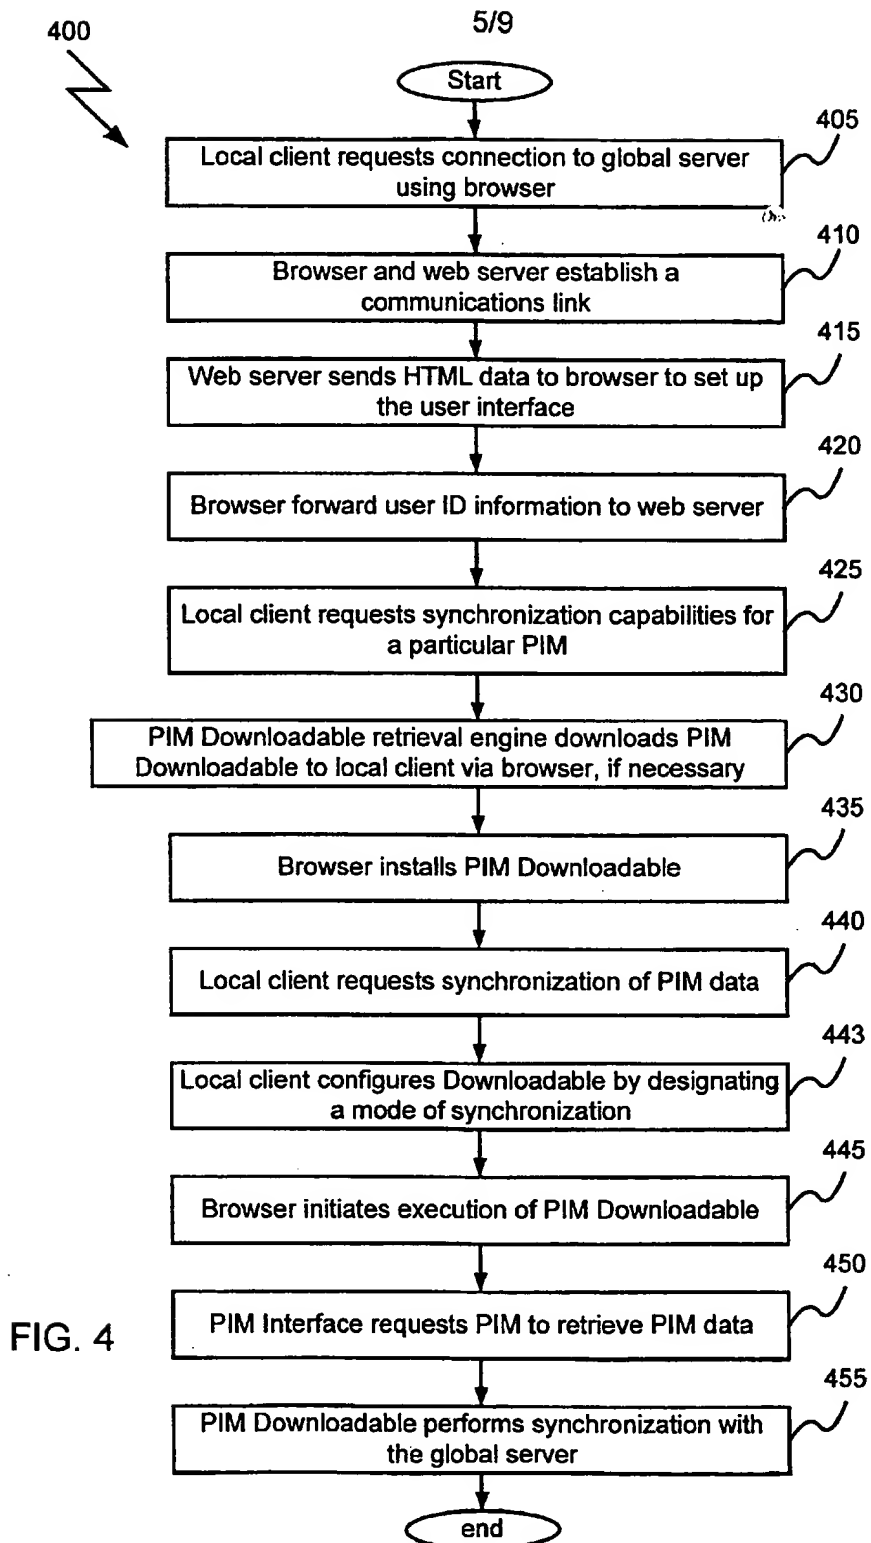 5/9
400
Start
405
Local client requests connection to global server
using browser
410
Browser and web server establish a
communications link
415
Web server sends HTML data to browser to set up
the user interface
420
Browser forward user ID information to web server
425
Local client requests synchronization capabilities for
a particular PIM
430
PIM Downloadable retrieval engine downloads PIM
Downloadable to local client via browser, if necessary
435
Browser installs PIM Downloadable
440
Local client requests synchronization of PIM data
443
Local client configures Downloadable by designating
a mode of synchronization
445
Browser initiates execution of PIM Downloadable
450
PIM Interface requests PIM to retrieve PIM data
FIG. 4
455
PIM Downloadable performs synchronization with
the global server
end